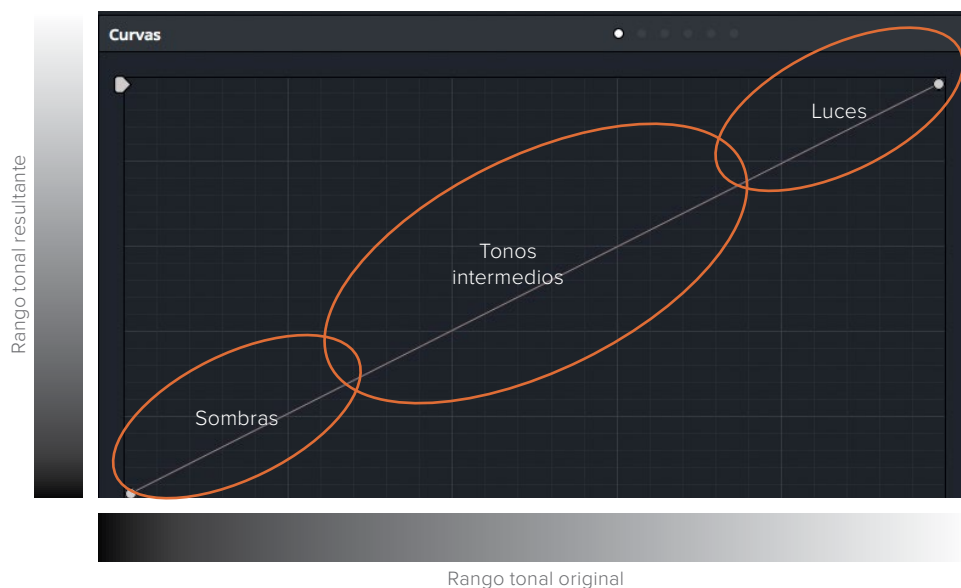 Curvas
Luces
Tonos
intermedios
Sombras
Rango tonal resultante
Rango tonal original